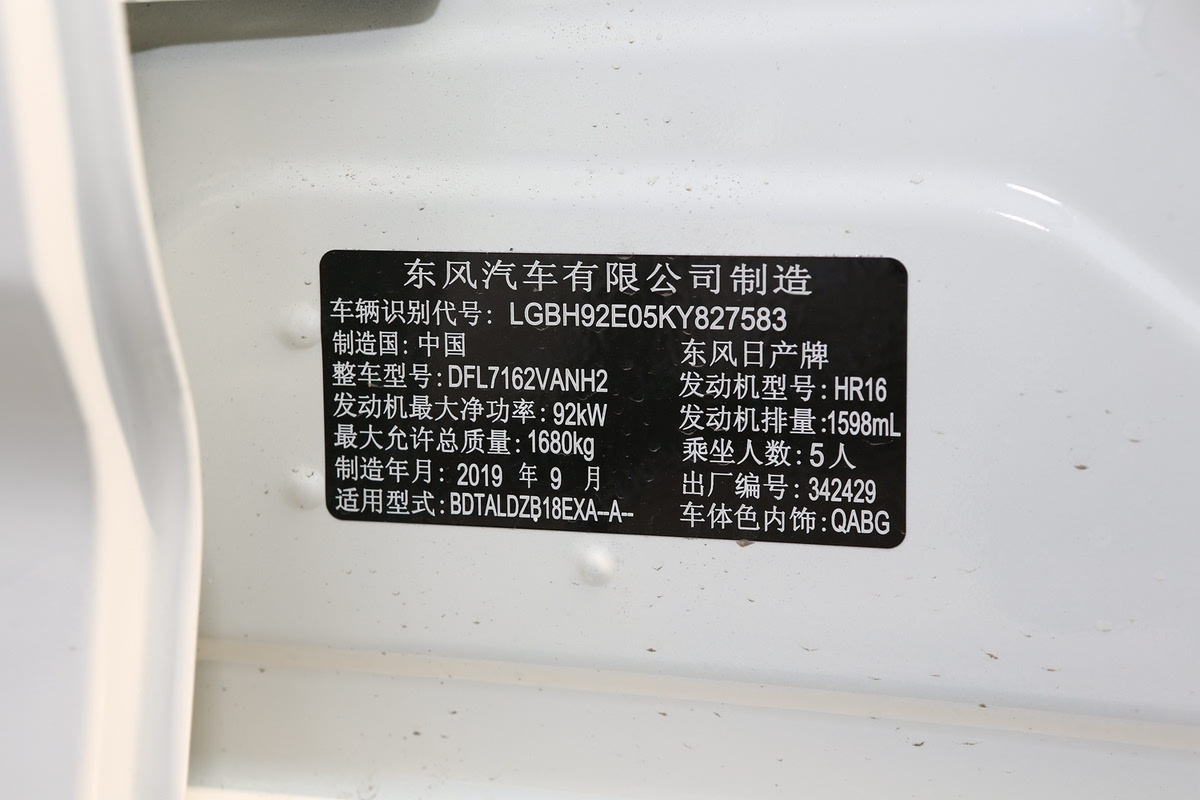 东风汽车有限公司制造
车辆识别代号：LGBH92E05KY827583
制造国：中国
东风日产牌
整车型号：DFL7162VANH2
发动机型号：HR16
发动机最大净功率：92kW
发动机排量：1598mL
最大允许总质量：1680kg
乘坐人数：5人
制造年月：2019 年 9 月
出厂编号：342429
适用型式：BDTALDZB18EXA--A--
车体色内饰：QABG